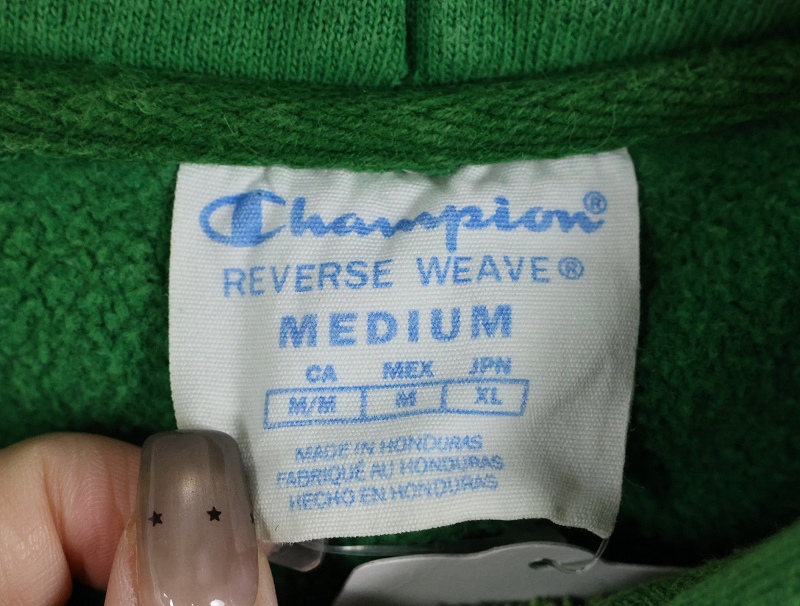 Champion®
REVERSE WEAVE®
MEDIUM
CA MEX JPN
M/M M XL
MADE IN HONDURAS
FABRIQUÉ AU HONDURAS
HECHO EN HONDURAS